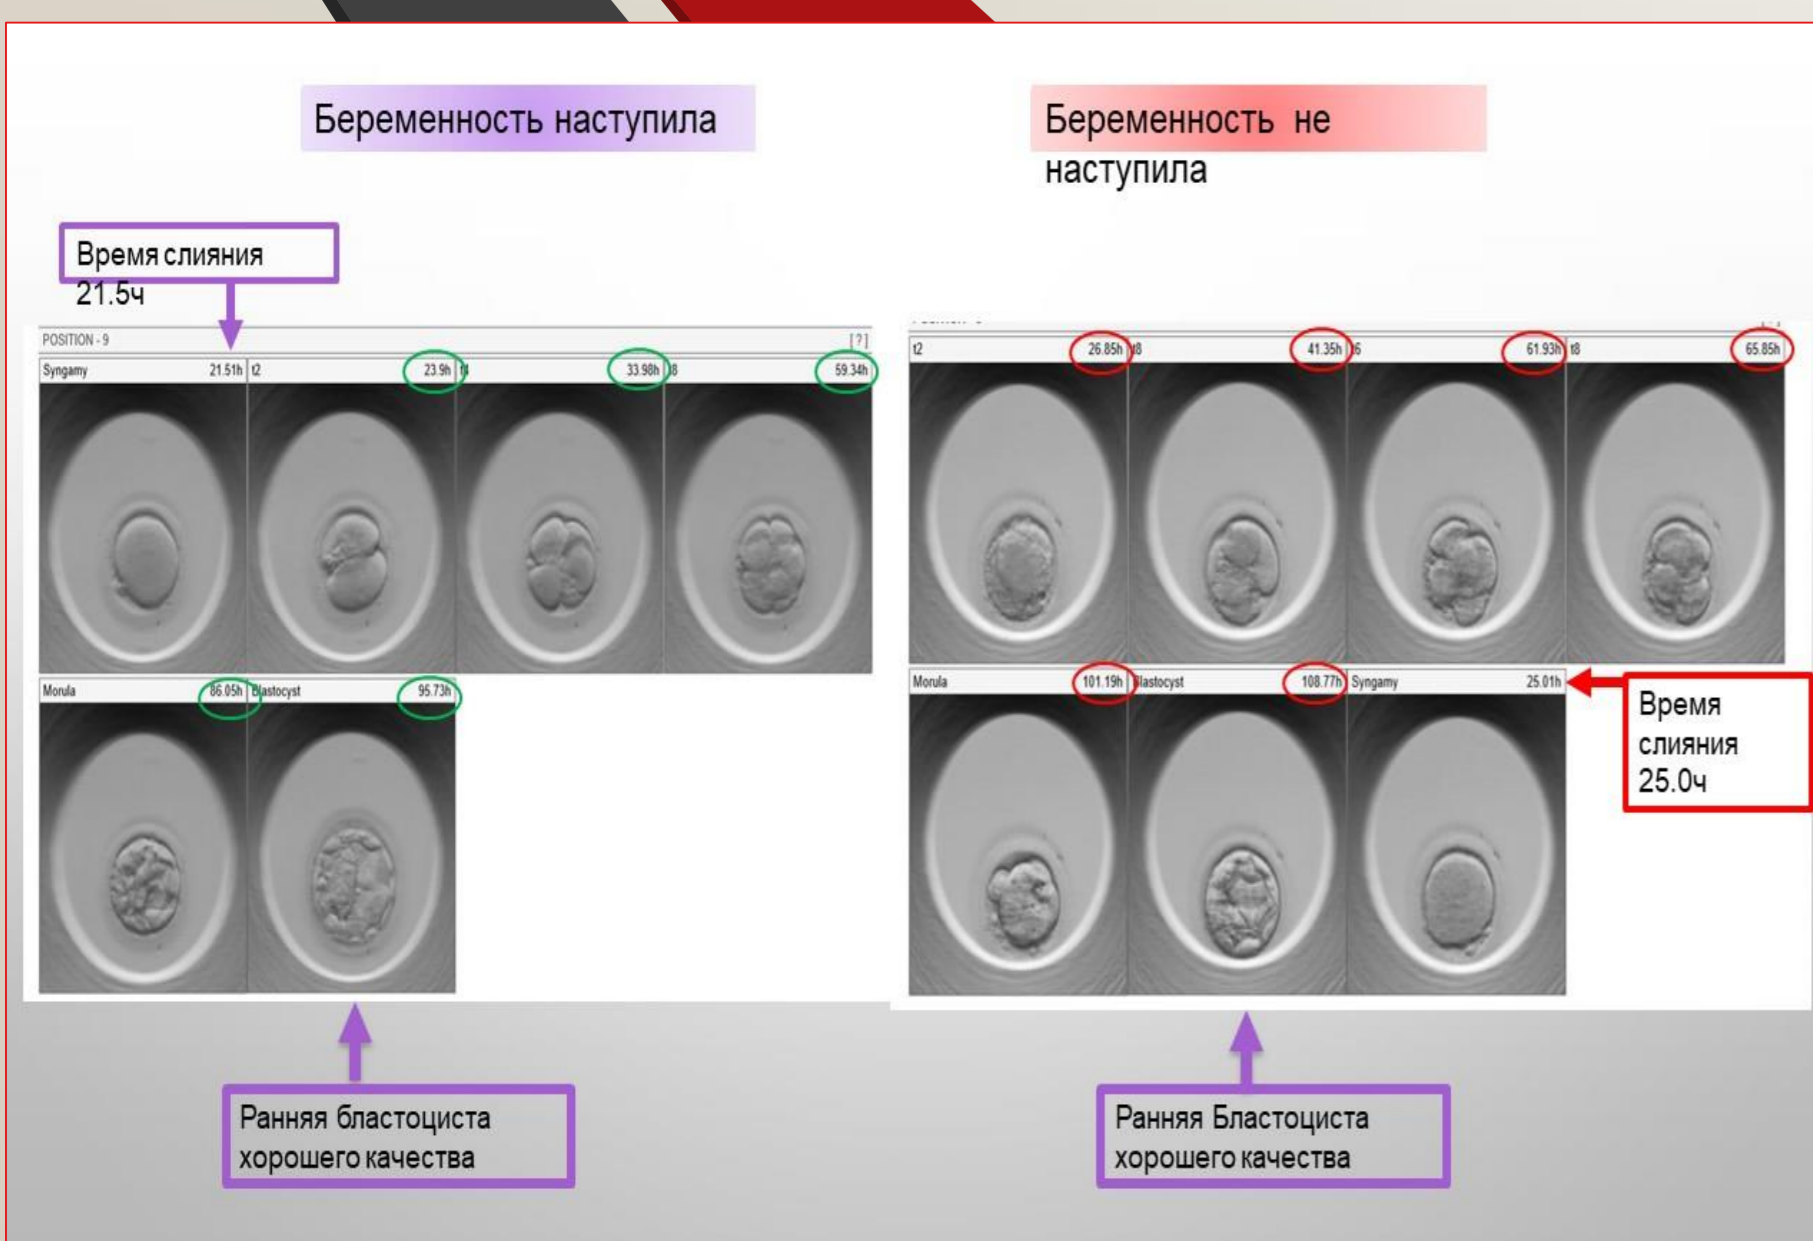 Беременность наступила
Беременность не
наступила
Время слияния
21.5ч
POSITION - 9 [ ? ]
Syngamy 21.51h t2 23.9h t4 33.98h t8 59.34h
Morula 86.05h Blastocyst 95.73h
t2 26.85h t8 41.35h t6 61.93h t8 65.85h
Morula 101.19h Blastocyst 108.77h Syngamy 25.01h
Время
слияния
25.0ч
Ранняя бластоциста
хорошего качества
Ранняя Бластоциста
хорошего качества